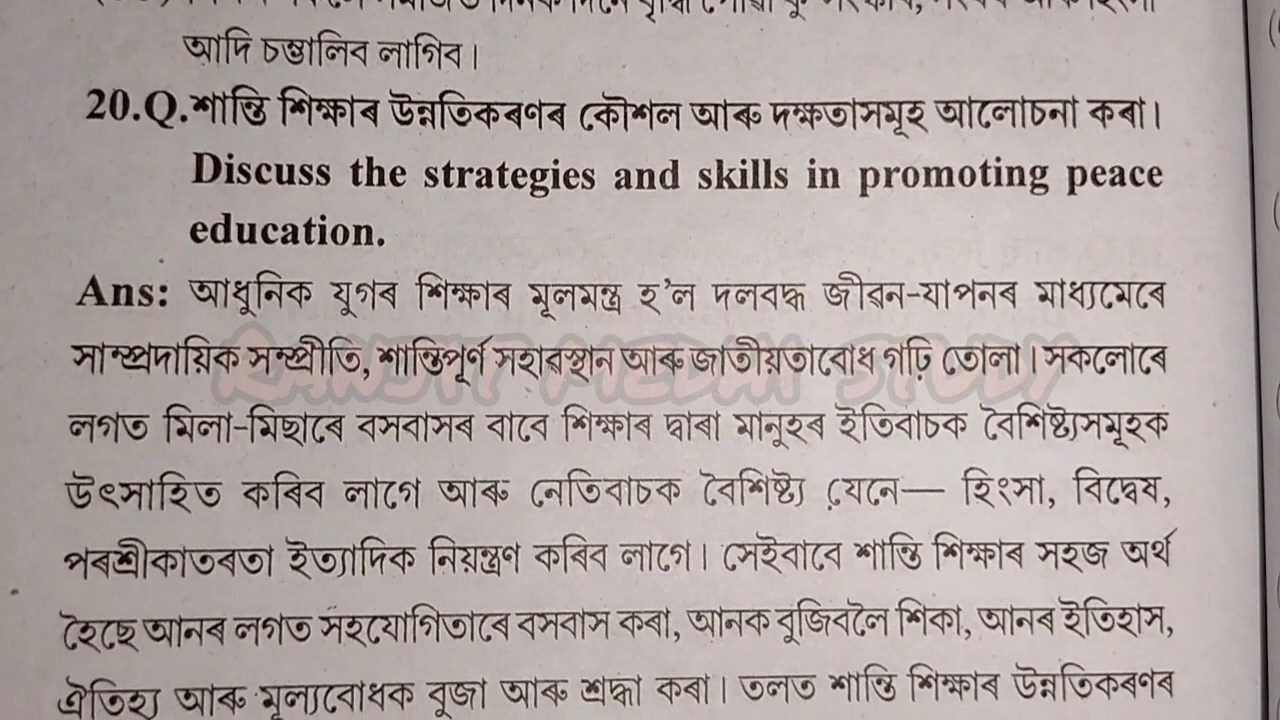 আদি চম্ভালিব লাগিব।
20.Q.শান্তি শিক্ষাৰ উন্নতিকৰণৰ কৌশল আৰু দক্ষতাসমূহ আলোচনা কৰা।
Discuss the strategies and skills in promoting peace
education.
Ans: আধুনিক যুগৰ শিক্ষাৰ মূলমন্ত্ৰ হ'ল দলবদ্ধ জীৱন-যাপনৰ মাধ্যমেৰে
সাম্প্ৰদায়িক সম্প্ৰীতি, শান্তিপূৰ্ণ সহাৱস্থান আৰু জাতীয়তাবোধ গঢ়ি তোলা। সকলোৰে
RANJIT MEDHI STUDY
লগত মিলা-মিছাৰে বসবাসৰ বাবে শিক্ষাৰ দ্বাৰা মানুহৰ ইতিবাচক বৈশিষ্ট্যসমূহক
উৎসাহিত কৰিব লাগে আৰু নেতিবাচক বৈশিষ্ট্য যেনে— হিংসা, বিদ্বেষ,
পৰশ্ৰীকাতৰতা ইত্যাদিক নিয়ন্ত্ৰণ কৰিব লাগে। সেইবাবে শান্তি শিক্ষাৰ সহজ অৰ্থ
হৈছে আনৰ লগত সহযোগিতাৰে বসবাস কৰা, আনক বুজিবলৈ শিকা, আনৰ ইতিহাস,
ঐতিহ্য আৰু মূল্যবোধক বুজা আৰু শ্ৰদ্ধা কৰা। তলত শান্তি শিক্ষাৰ উন্নতিকৰণৰ